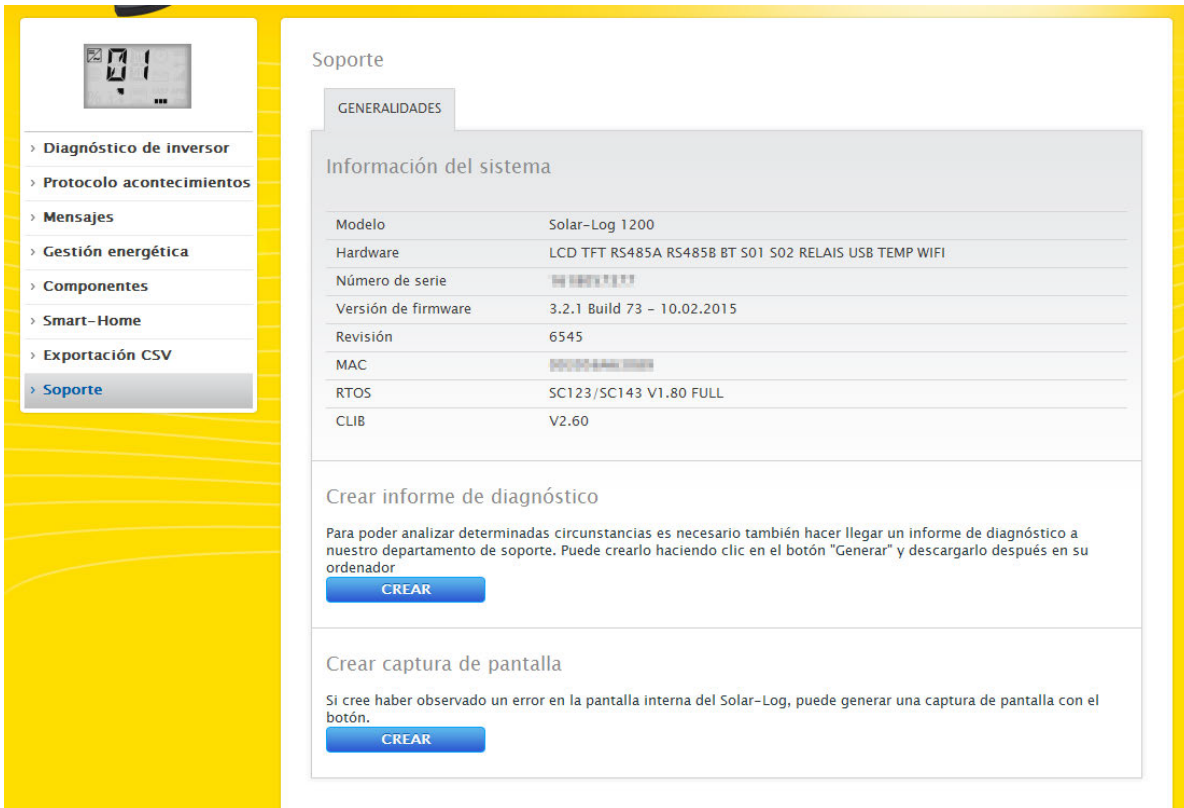 01
Diagnóstico de inversor
Protocolo acontecimientos
Mensajes
Gestión energética
Componentes
Smart-Home
Exportación CSV
Soporte
Soporte
GENERALIDADES
Información del sistema
Modelo Solar-Log 1200
Hardware LCD TFT RS485A RS485B BT S01 S02 RELAIS USB TEMP WIFI
Número de serie
Versión de firmware 3.2.1 Build 73 - 10.02.2015
Revisión 6545
MAC
RTOS SC123/SC143 V1.80 FULL
CLIB V2.60
Crear informe de diagnóstico
Para poder analizar determinadas circunstancias es necesario también hacer llegar un informe de diagnóstico a
nuestro departamento de soporte. Puede crearlo haciendo clic en el botón "Generar" y descargarlo después en su
ordenador
CREAR
Crear captura de pantalla
Si cree haber observado un error en la pantalla interna del Solar-Log, puede generar una captura de pantalla con el
botón.
CREAR